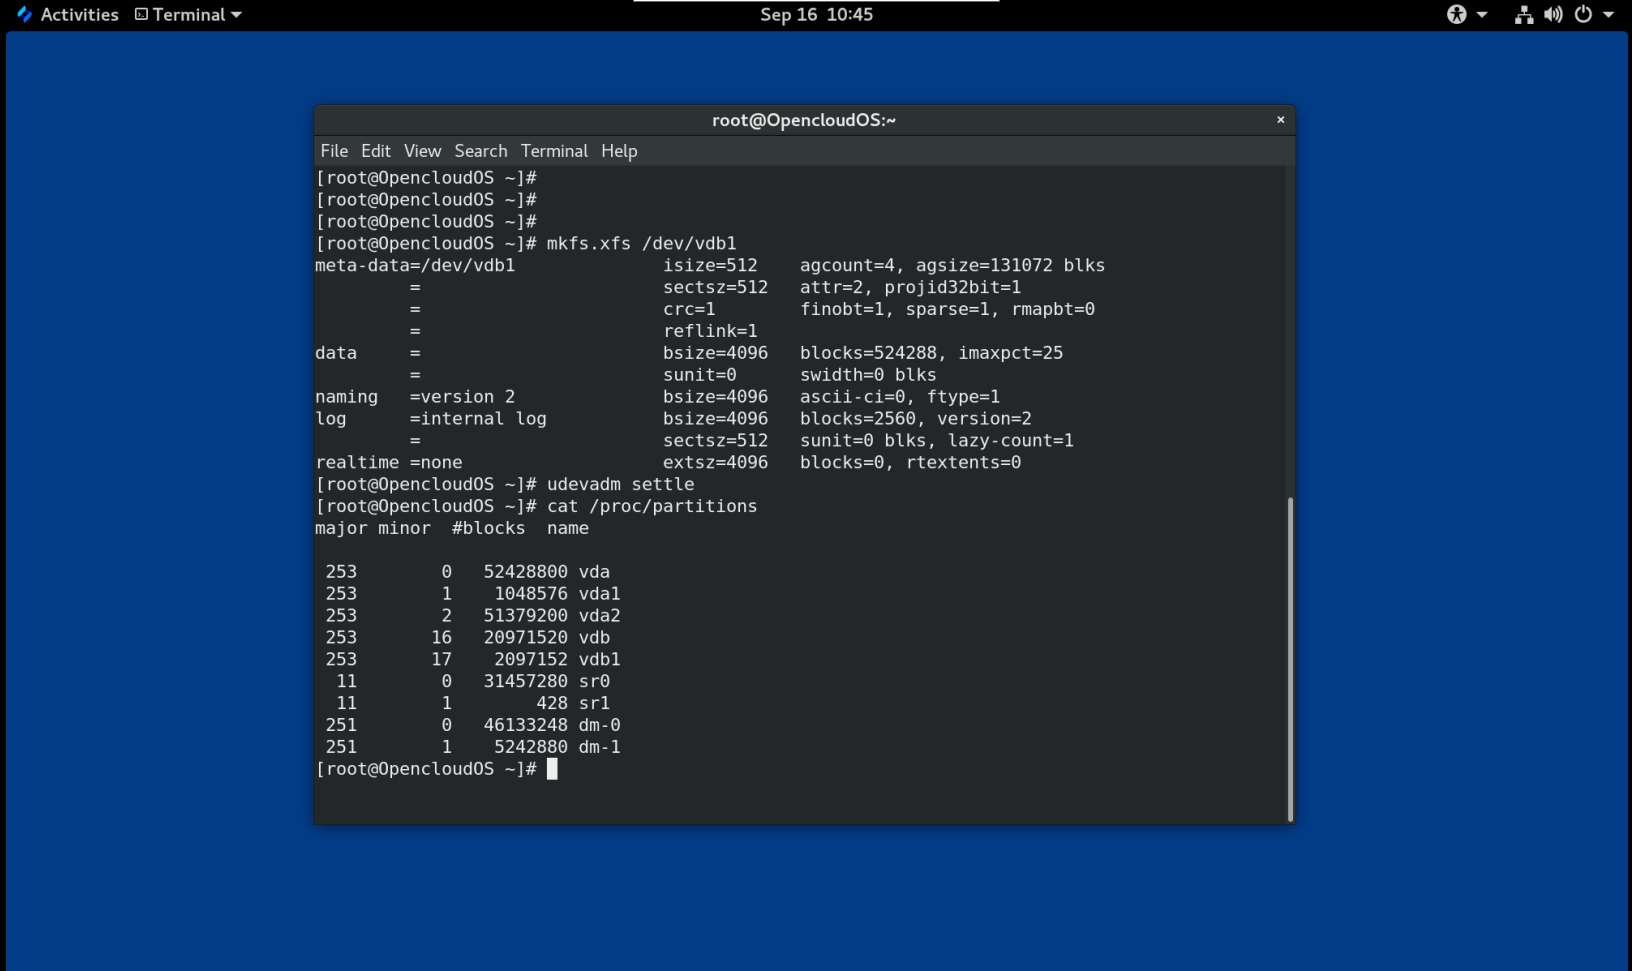 Activities Terminal Sep 16 10:45
root@OpencloudOS:~ ×
File Edit View Search Terminal Help
[root@OpencloudOS ~]#
[root@OpencloudOS ~]#
[root@OpencloudOS ~]#
[root@OpencloudOS ~]# mkfs.xfs /dev/vdb1
meta-data=/dev/vdb1              isize=512    agcount=4, agsize=131072 blks
         =                       sectsz=512   attr=2, projid32bit=1
         =                       crc=1        finobt=1, sparse=1, rmapbt=0
         =                       reflink=1
data     =                       bsize=4096   blocks=524288, imaxpct=25
         =                       sunit=0      swidth=0 blks
naming   =version 2              bsize=4096   ascii-ci=0, ftype=1
log      =internal log           bsize=4096   blocks=2560, version=2
         =                       sectsz=512   sunit=0 blks, lazy-count=1
realtime =none                   extsz=4096   blocks=0, rtextents=0
[root@OpencloudOS ~]# udevadm settle
[root@OpencloudOS ~]# cat /proc/partitions
major minor  #blocks  name
 253        0   52428800 vda
 253        1    1048576 vda1
 253        2   51379200 vda2
 253       16   20971520 vdb
 253       17    2097152 vdb1
  11        0   31457280 sr0
  11        1        428 sr1
 251        0   46133248 dm-0
 251        1    5242880 dm-1
[root@OpencloudOS ~]#